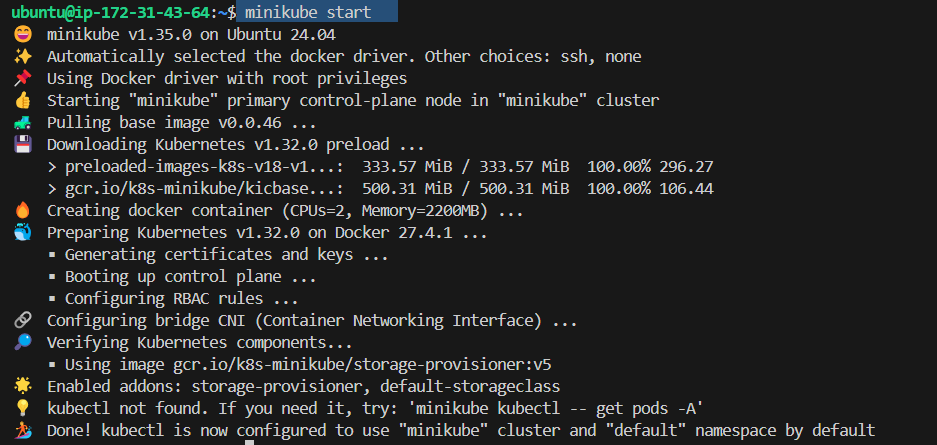 ubuntu@ip-172-31-43-64:~$ minikube start
😄 minikube v1.35.0 on Ubuntu 24.04
✨ Automatically selected the docker driver. Other choices: ssh, none
📌 Using Docker driver with root privileges
👍 Starting "minikube" primary control-plane node in "minikube" cluster
🚜 Pulling base image v0.0.46 ...
💾 Downloading Kubernetes v1.32.0 preload ...
> preloaded-images-k8s-v18-v1...: 333.57 MiB / 333.57 MiB 100.00% 296.27
> gcr.io/k8s-minikube/kicbase...: 500.31 MiB / 500.31 MiB 100.00% 106.44
🔥 Creating docker container (CPUs=2, Memory=2200MB) ...
🐳 Preparing Kubernetes v1.32.0 on Docker 27.4.1 ...
▪ Generating certificates and keys ...
▪ Booting up control plane ...
▪ Configuring RBAC rules ...
🔗 Configuring bridge CNI (Container Networking Interface) ...
🔎 Verifying Kubernetes components...
▪ Using image gcr.io/k8s-minikube/storage-provisioner:v5
🌟 Enabled addons: storage-provisioner, default-storageclass
💡 kubectl not found. If you need it, try: 'minikube kubectl -- get pods -A'
🏄 Done! kubectl is now configured to use "minikube" cluster and "default" namespace by default